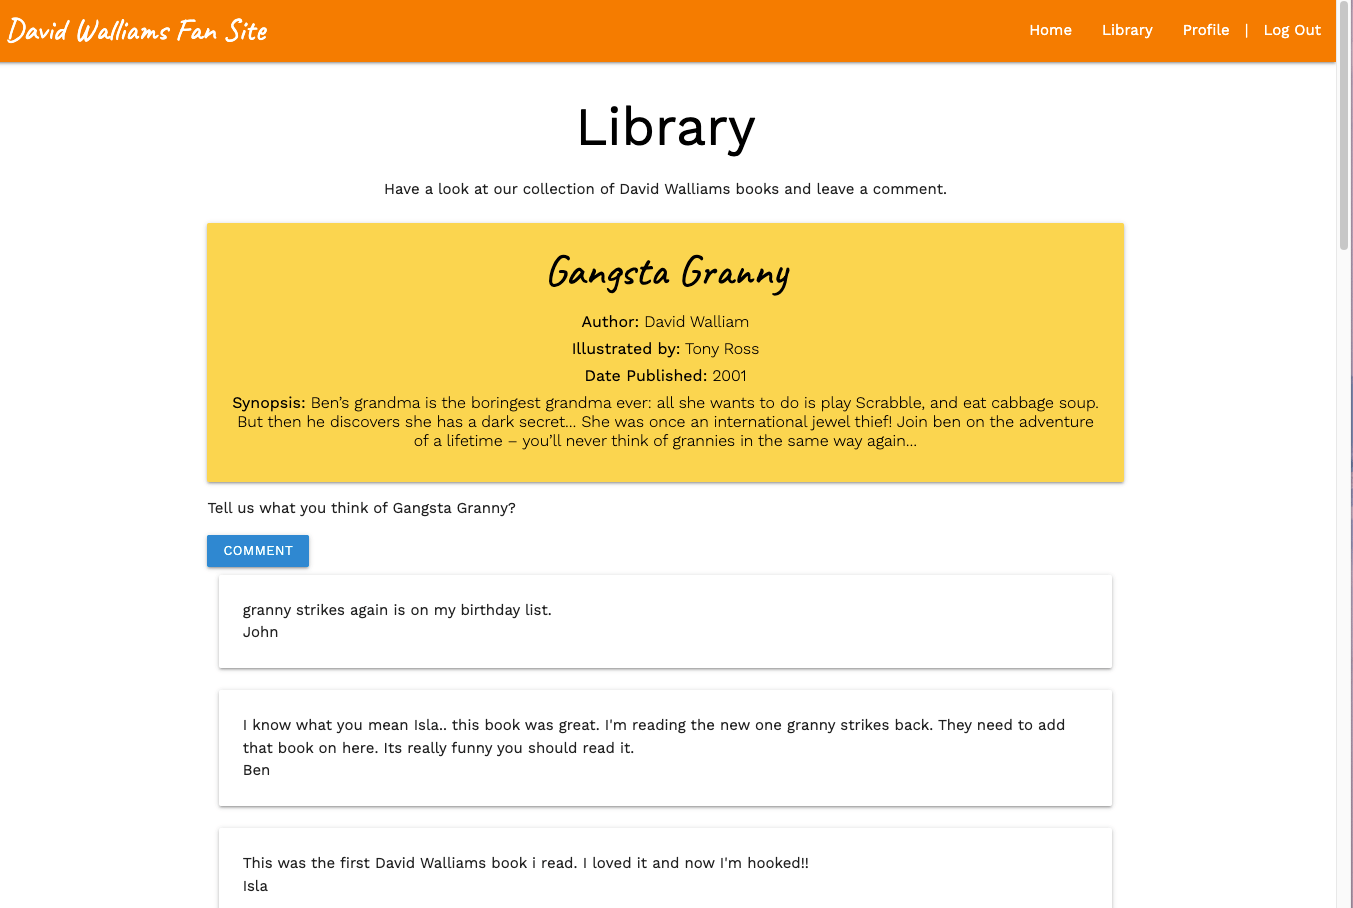 David Walliams Fan Site
Home Library Profile | Log Out
Library
Have a look at our collection of David Walliams books and leave a comment.
Gangsta Granny
Author: David Walliam
Illustrated by: Tony Ross
Date Published: 2001
Synopsis: Ben’s grandma is the boringest grandma ever: all she wants to do is play Scrabble, and eat cabbage soup.
But then he discovers she has a dark secret... She was once an international jewel thief! Join ben on the adventure
of a lifetime – you’ll never think of grannies in the same way again...
Tell us what you think of Gangsta Granny?
COMMENT
granny strikes again is on my birthday list.
John
I know what you mean Isla.. this book was great. I'm reading the new one granny strikes back. They need to add
that book on here. Its really funny you should read it.
Ben
This was the first David Walliams book i read. I loved it and now I'm hooked!!
Isla